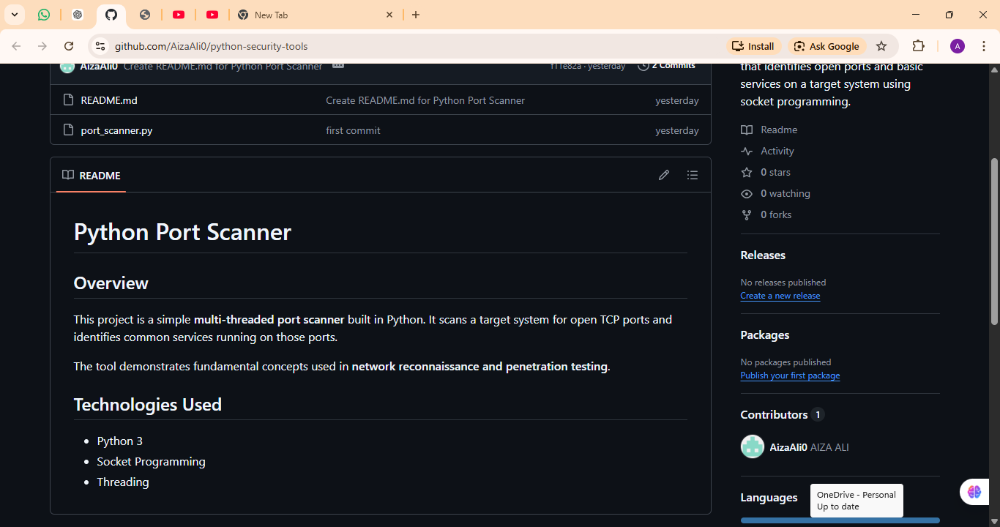 New Tab
github.com/AizaAli0/python-security-tools
Install
Ask Google
A
AizaAli0 Create README.md for Python Port Scanner
f11e82a · yesterday
2 Commits
README.md Create README.md for Python Port Scanner yesterday
port_scanner.py first commit yesterday
README
Python Port Scanner
Overview
This project is a simple multi-threaded port scanner built in Python. It scans a target system for open TCP ports and
identifies common services running on those ports.
The tool demonstrates fundamental concepts used in network reconnaissance and penetration testing.
Technologies Used
Python 3
Socket Programming
Threading
that identifies open ports and basic
services on a target system using
socket programming.
Readme
Activity
0 stars
0 watching
0 forks
Releases
No releases published
Create a new release
Packages
No packages published
Publish your first package
Contributors 1
AizaAli0 AIZA ALI
Languages
OneDrive - Personal
Up to date